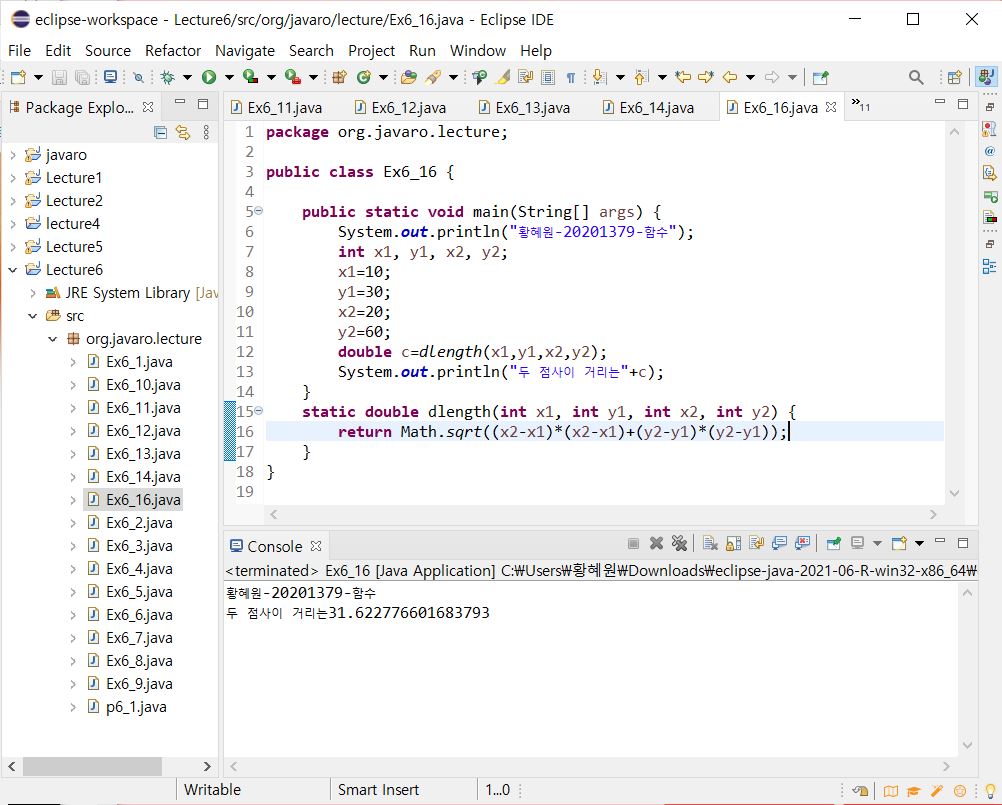 eclipse-workspace - Lecture6/src/org/javaro/lecture/Ex6_16.java - Eclipse IDE
File Edit Source Refactor Navigate Search Project Run Window Help
Package Explo...
Ex6_11.java Ex6_12.java Ex6_13.java Ex6_14.java Ex6_16.java »11
javaro
Lecture1
Lecture2
lecture4
Lecture5
Lecture6
JRE System Library [Jav
src
org.javaro.lecture
Ex6_1.java
Ex6_10.java
Ex6_11.java
Ex6_12.java
Ex6_13.java
Ex6_14.java
Ex6_16.java
Ex6_2.java
Ex6_3.java
Ex6_4.java
Ex6_5.java
Ex6_6.java
Ex6_7.java
Ex6_8.java
Ex6_9.java
p6_1.java
1 package org.javaro.lecture;
2
3 public class Ex6_16 {
4
5 public static void main(String[] args) {
6 System.out.println("황혜원-20201379-함수");
7 int x1, y1, x2, y2;
8 x1=10;
9 y1=30;
10 x2=20;
11 y2=60;
12 double c=dlength(x1,y1,x2,y2);
13 System.out.println("두 점사이 거리는"+c);
14 }
15 static double dlength(int x1, int y1, int x2, int y2) {
16 return Math.sqrt((x2-x1)*(x2-x1)+(y2-y1)*(y2-y1));
17 }
18 }
19
Console
<terminated> Ex6_16 [Java Application] C:₩Users₩황혜원₩Downloads₩eclipse-java-2021-06-R-win32-x86_64₩
황혜원-20201379-함수
두 점사이 거리는31.622776601683793
Writable Smart Insert 1...0